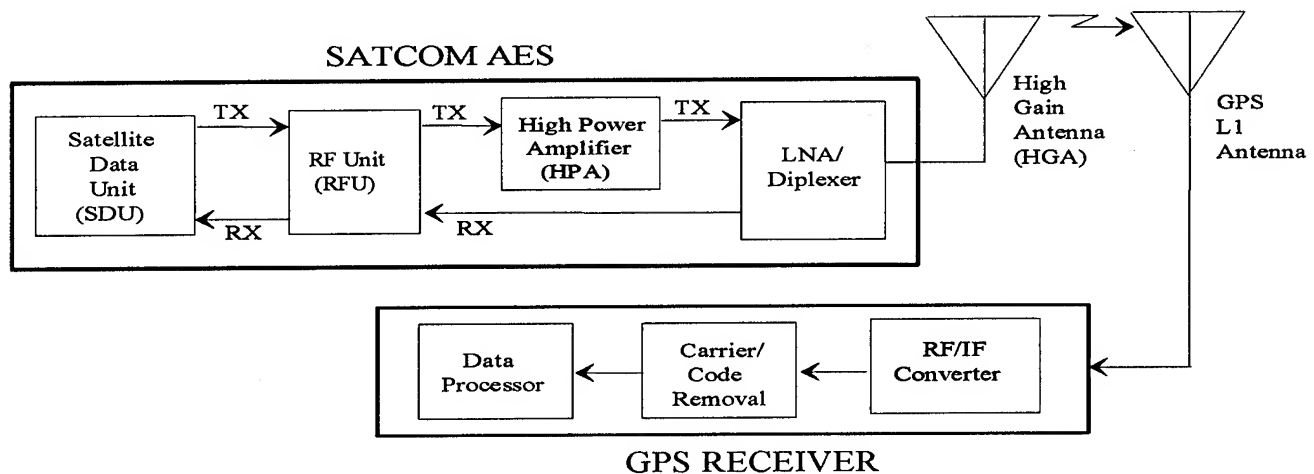 SATCOM AES
Satellite
Data
Unit
(SDU)
TX
RX
RF Unit
(RFU)
TX
RX
High Power
Amplifier
(HPA)
TX
LNA/
Diplexer
High
Gain
Antenna
(HGA)
GPS
L1
Antenna
Data
Processor
Carrier/
Code
Removal
RF/IF
Converter
GPS RECEIVER